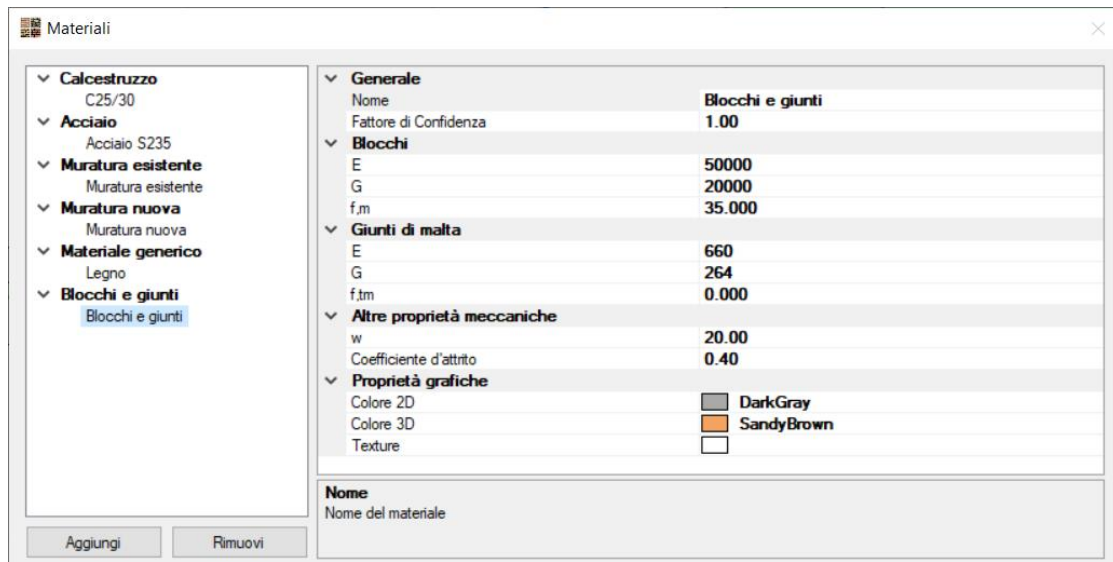 Materiali
Calcestruzzo
C25/30
Acciaio
Acciaio S235
Muratura esistente
Muratura esistente
Muratura nuova
Muratura nuova
Materiale generico
Legno
Blocchi e giunti
Blocchi e giunti
Aggiungi Rimuovi
Generale
Nome Blocchi e giunti
Fattore di Confidenza 1.00
Blocchi
E 50000
G 20000
f,m 35.000
Giunti di malta
E 660
G 264
f,tm 0.000
Altre proprietà meccaniche
w 20.00
Coefficiente d'attrito 0.40
Proprietà grafiche
Colore 2D DarkGray
Colore 3D SandyBrown
Texture
Nome
Nome del materiale